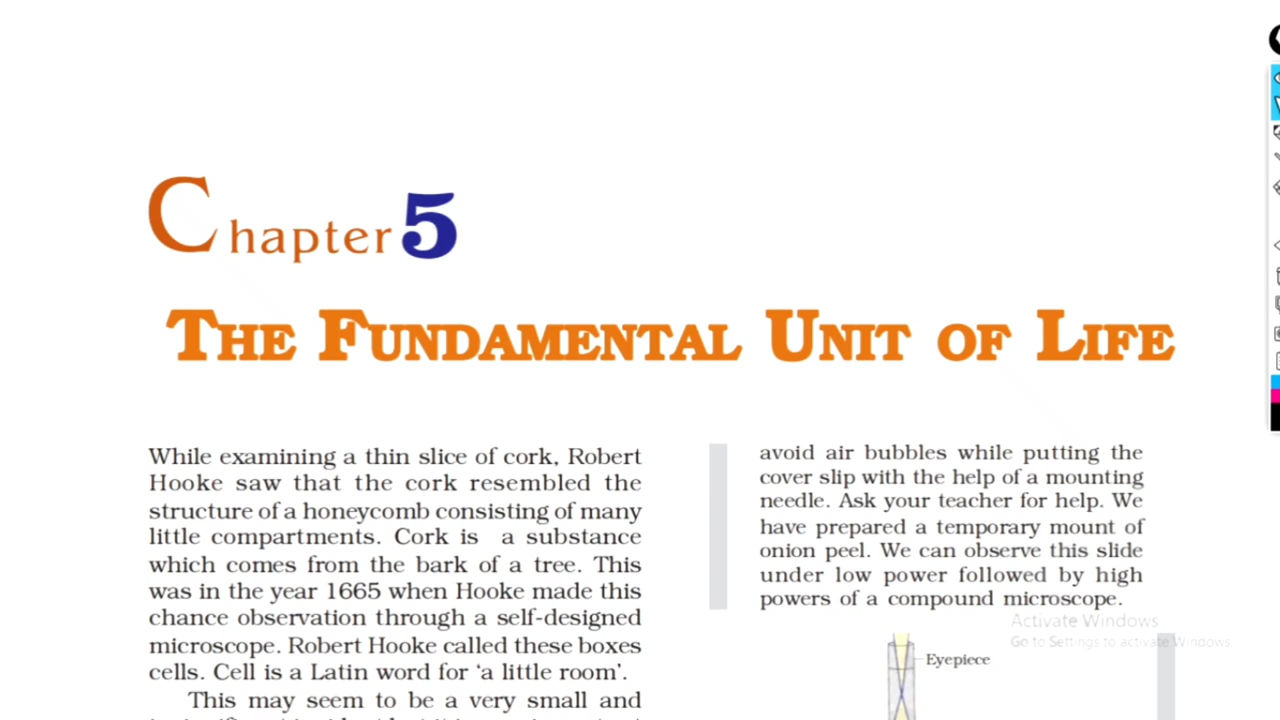 Chapter 5
THE FUNDAMENTAL UNIT OF LIFE
While examining a thin slice of cork, Robert
Hooke saw that the cork resembled the
structure of a honeycomb consisting of many
little compartments. Cork is a substance
which comes from the bark of a tree. This
was in the year 1665 when Hooke made this
chance observation through a self-designed
microscope. Robert Hooke called these boxes
cells. Cell is a Latin word for ‘a little room’.
This may seem to be a very small and
avoid air bubbles while putting the
cover slip with the help of a mounting
needle. Ask your teacher for help. We
have prepared a temporary mount of
onion peel. We can observe this slide
under low power followed by high
powers of a compound microscope.
Eyepiece
Activate Windows
Go to Settings to activate Windows.